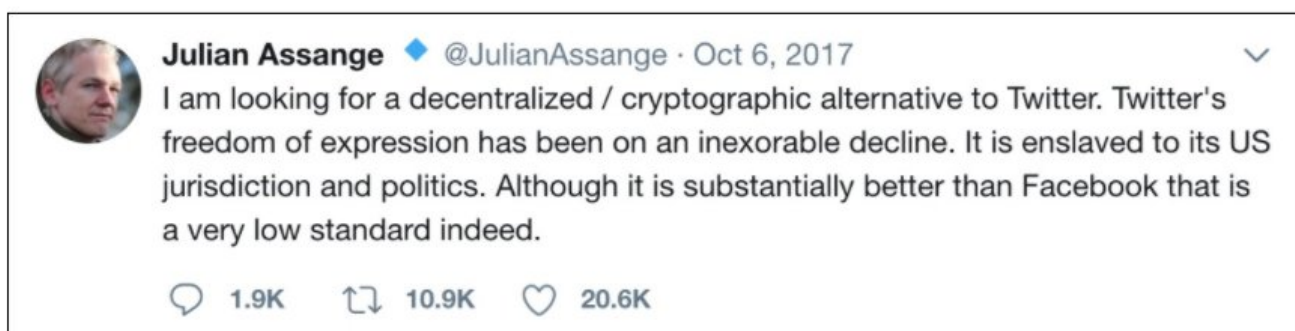 Julian Assange 🔹 @JulianAssange · Oct 6, 2017
I am looking for a decentralized / cryptographic alternative to Twitter. Twitter's
freedom of expression has been on an inexorable decline. It is enslaved to its US
jurisdiction and politics. Although it is substantially better than Facebook that is
a very low standard indeed.
1.9K 10.9K 20.6K